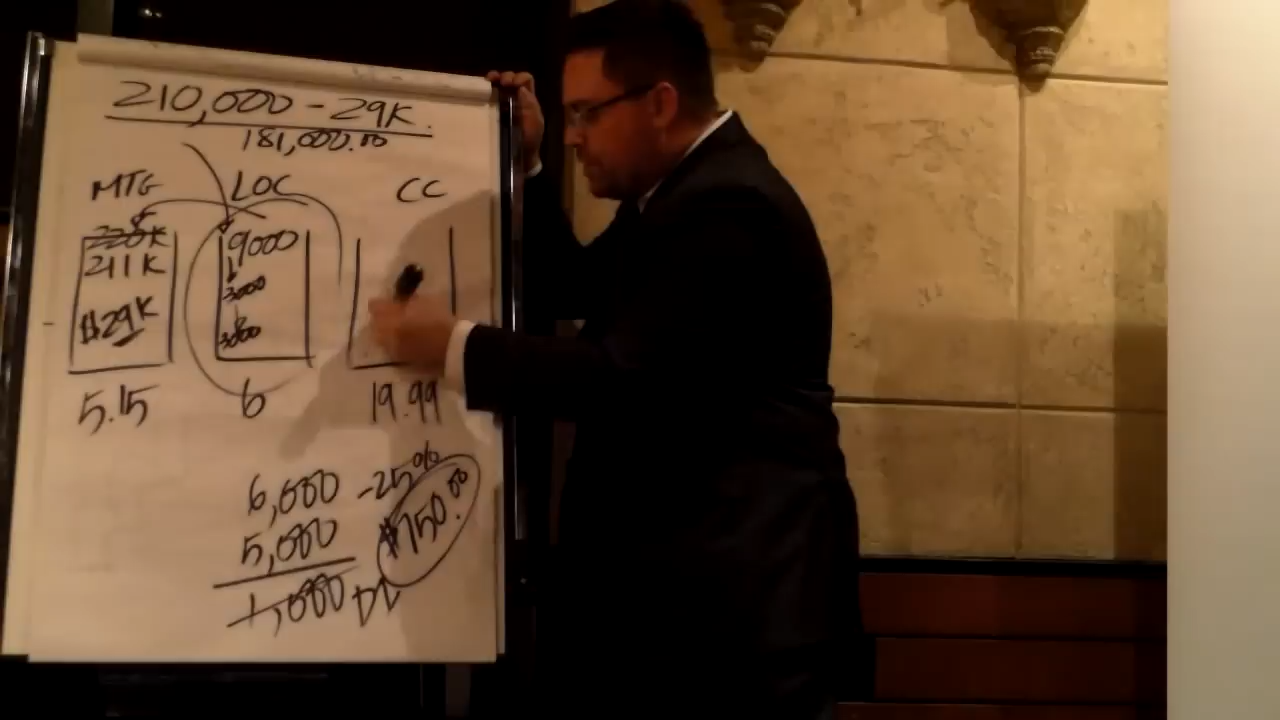 210,000 - 29K.
181,000.00
MTG LOC CC
220K 9000
211K 3000
$29K 3000
5.15 6 19.99
6,000 -25%
5,000 $750.00
1,000 DL